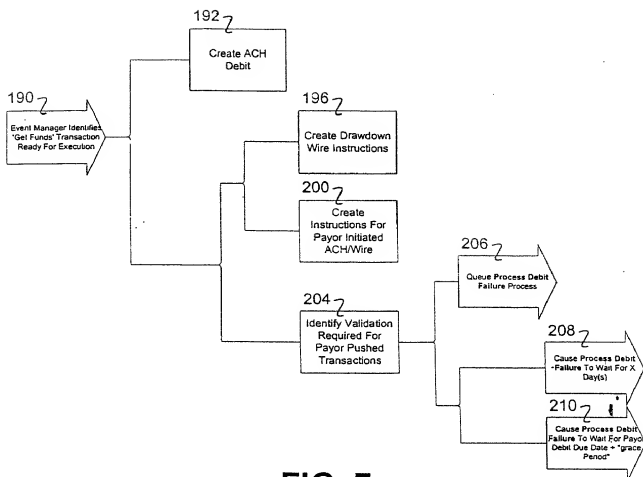 192
Create ACH
Debit
190
Event Manager Identifies
"Get Funds" Transaction
Ready For Execution
196
Create Drawdown
Wire Instructions
200
Create
Instructions For
Payor Initiated
ACH/Wire
206
Queue Process Debit
Failure Process
204
Identify Validation
Required For
Payor Pushed
Transactions
208
Cause Process Debit
-Failure To Wait For X
Day(s)
210
Cause Process Debit
Failure To Wait For Payor
Debit Due Date + "grace
Period"